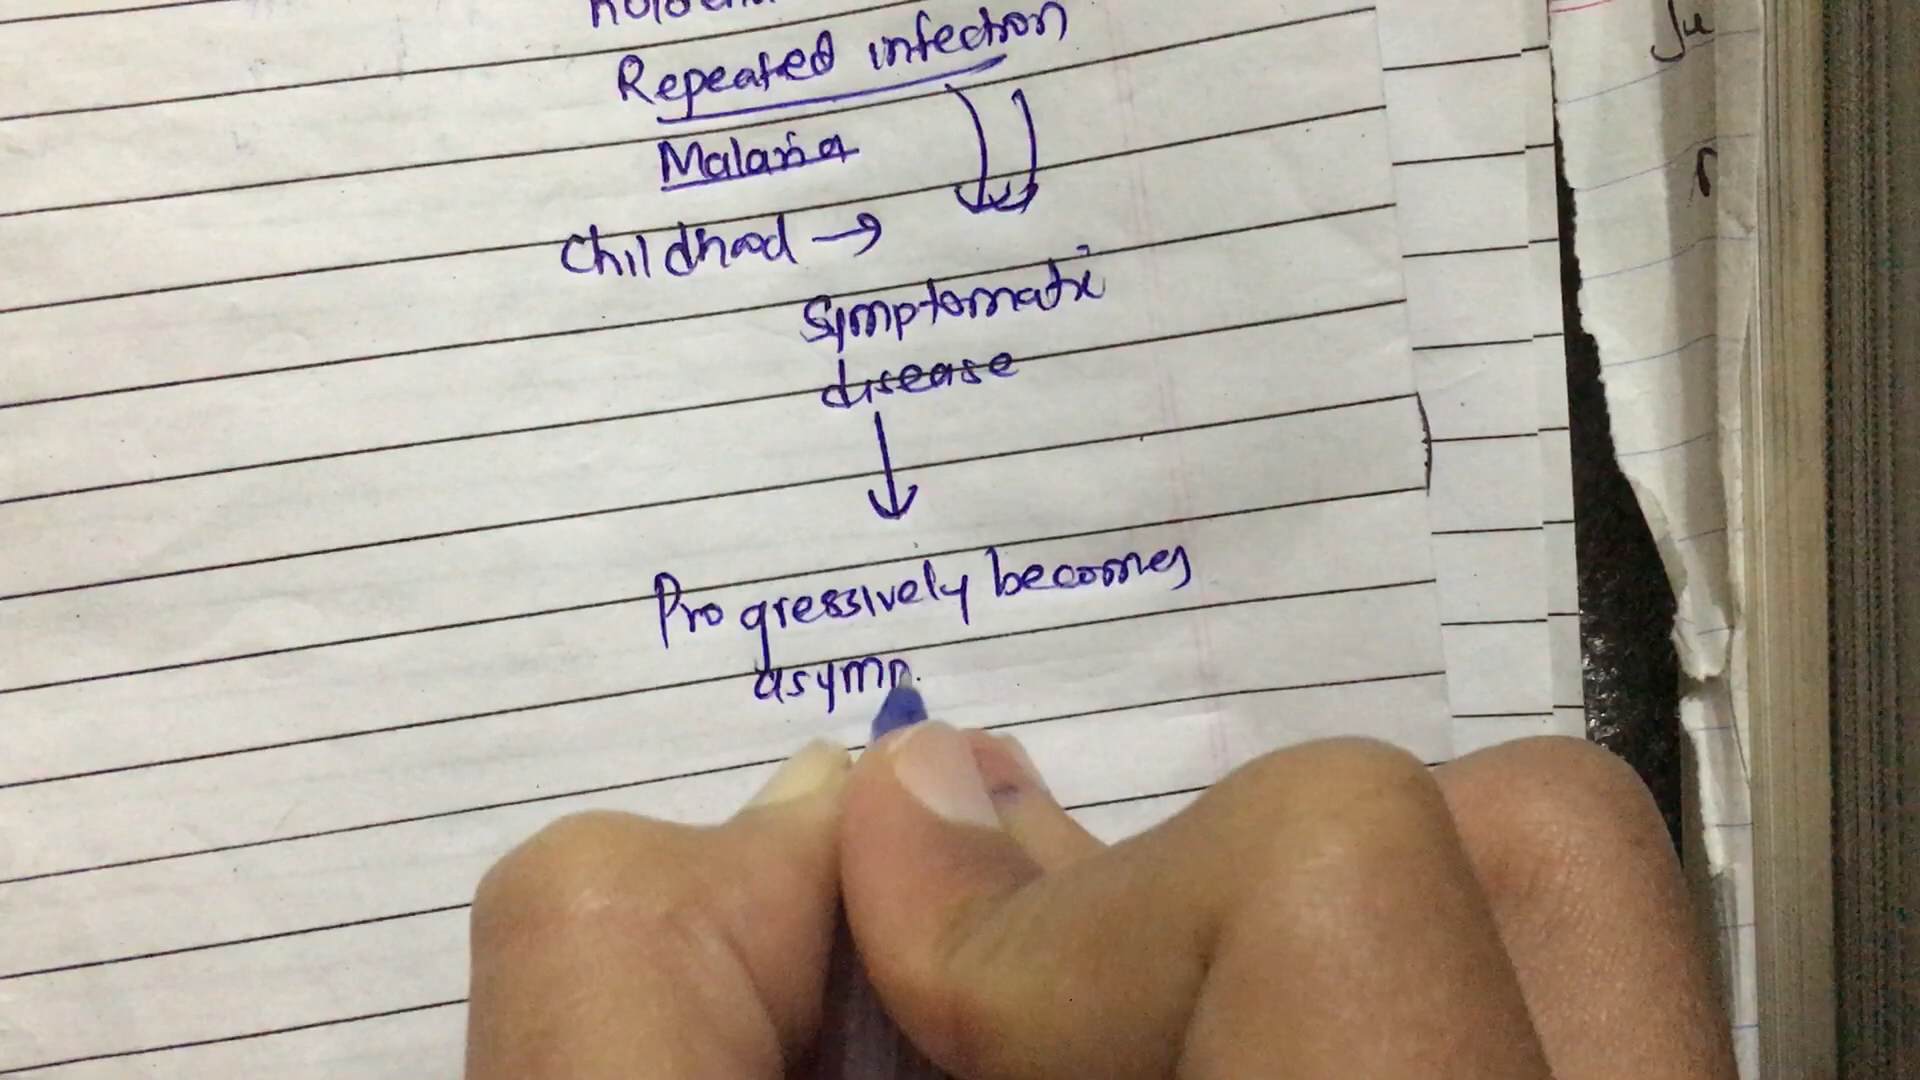 Repeated infection
Malaria
Childhood →
Symptomatic
disease
↓
Progressively becomes
asymp